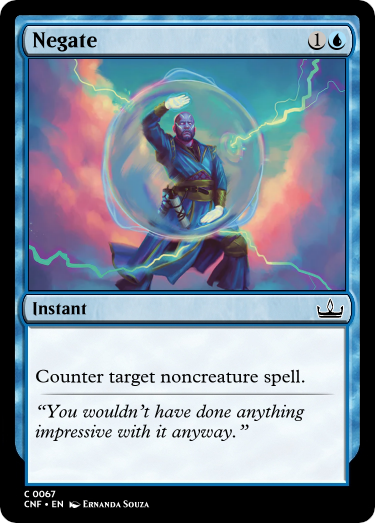 Negate 1
Instant
Counter target noncreature spell.
“You wouldn’t have done anything
impressive with it anyway.”
C 0067
CNF • EN Ernanda Souza